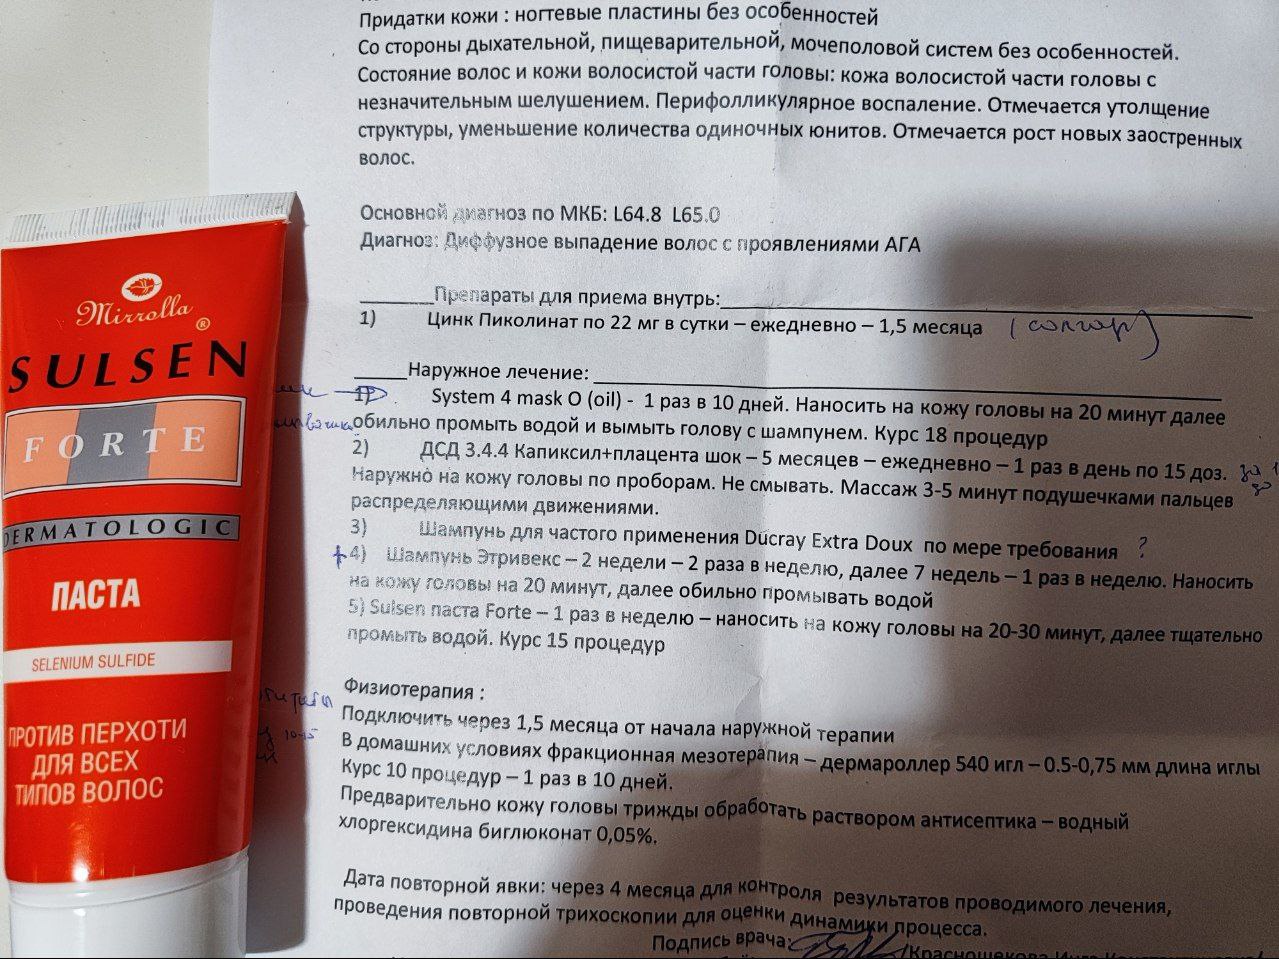 Придатки кожи : ногтевые пластины без особенностей
Со стороны дыхательной, пищеварительной, мочеполовой систем без особенностей.
Состояние волос и кожи волосистой части головы: кожа волосистой части головы с
незначительным шелушением. Перифолликулярное воспаление. Отмечается утолщение
структуры, уменьшение количества одиночных юнитов. Отмечается рост новых заостренных
волос.
Основной диагноз по МКБ: L64.8 L65.0
Диагноз: Диффузное выпадение волос с проявлениями АГА
Препараты для приема внутрь:
1) Цинк Пиколинат по 22 мг в сутки – ежедневно – 1,5 месяца (солгар)
Наружное лечение:
1) System 4 mask O (oil) - 1 раз в 10 дней. Наносить на кожу головы на 20 минут далее
обильно промыть водой и вымыть голову с шампунем. Курс 18 процедур
2) ДСД 3.4.4 Капиксил+плацента шок – 5 месяцев – ежедневно – 1 раз в день по 15 доз.
Наружно на кожу головы по проборам. Не смывать. Массаж 3-5 минут подушечками пальцев
распределяющими движениями.
3) Шампунь для частого применения Ducray Extra Doux по мере требования ?
+4) Шампунь Этривекс – 2 недели – 2 раза в неделю, далее 7 недель – 1 раз в неделю. Наносить
на кожу головы на 20 минут, далее обильно промывать водой
5) Sulsen паста Forte – 1 раз в неделю – наносить на кожу головы на 20-30 минут, далее тщательно
промыть водой. Курс 15 процедур
Физиотерапия :
Подключить через 1,5 месяца от начала наружной терапии
В домашних условиях фракционная мезотерапия – дермароллер 540 игл – 0.5-0,75 мм длина иглы
Курс 10 процедур – 1 раз в 10 дней.
Предварительно кожу головы трижды обработать раствором антисептика – водный
хлоргексидина биглюконат 0,05%.
Дата повторной явки: через 4 месяца для контроля результатов проводимого лечения,
проведения повторной трихоскопии для оценки динамики процесса.
Подпись врача:
10-15
Mirrolla ®
SULSEN
FORTE
DERMATOLOGIC
ПАСТА
SELENIUM SULFIDE
ПРОТИВ ПЕРХОТИ
ДЛЯ ВСЕХ
ТИПОВ ВОЛОС